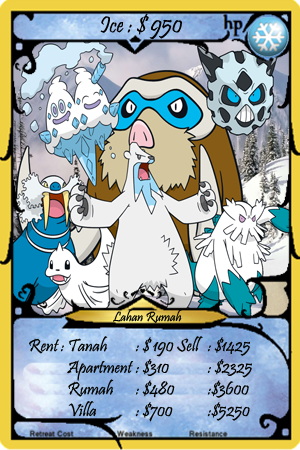 Ice : $ 950
hp
Lahan Rumah
Rent : Tanah : $ 190 Sell : $1425
Apartment : $310 : $2325
Rumah : $480 :$3600
Villa : $700 :$5250
Retreat Cost Weakness Resistance